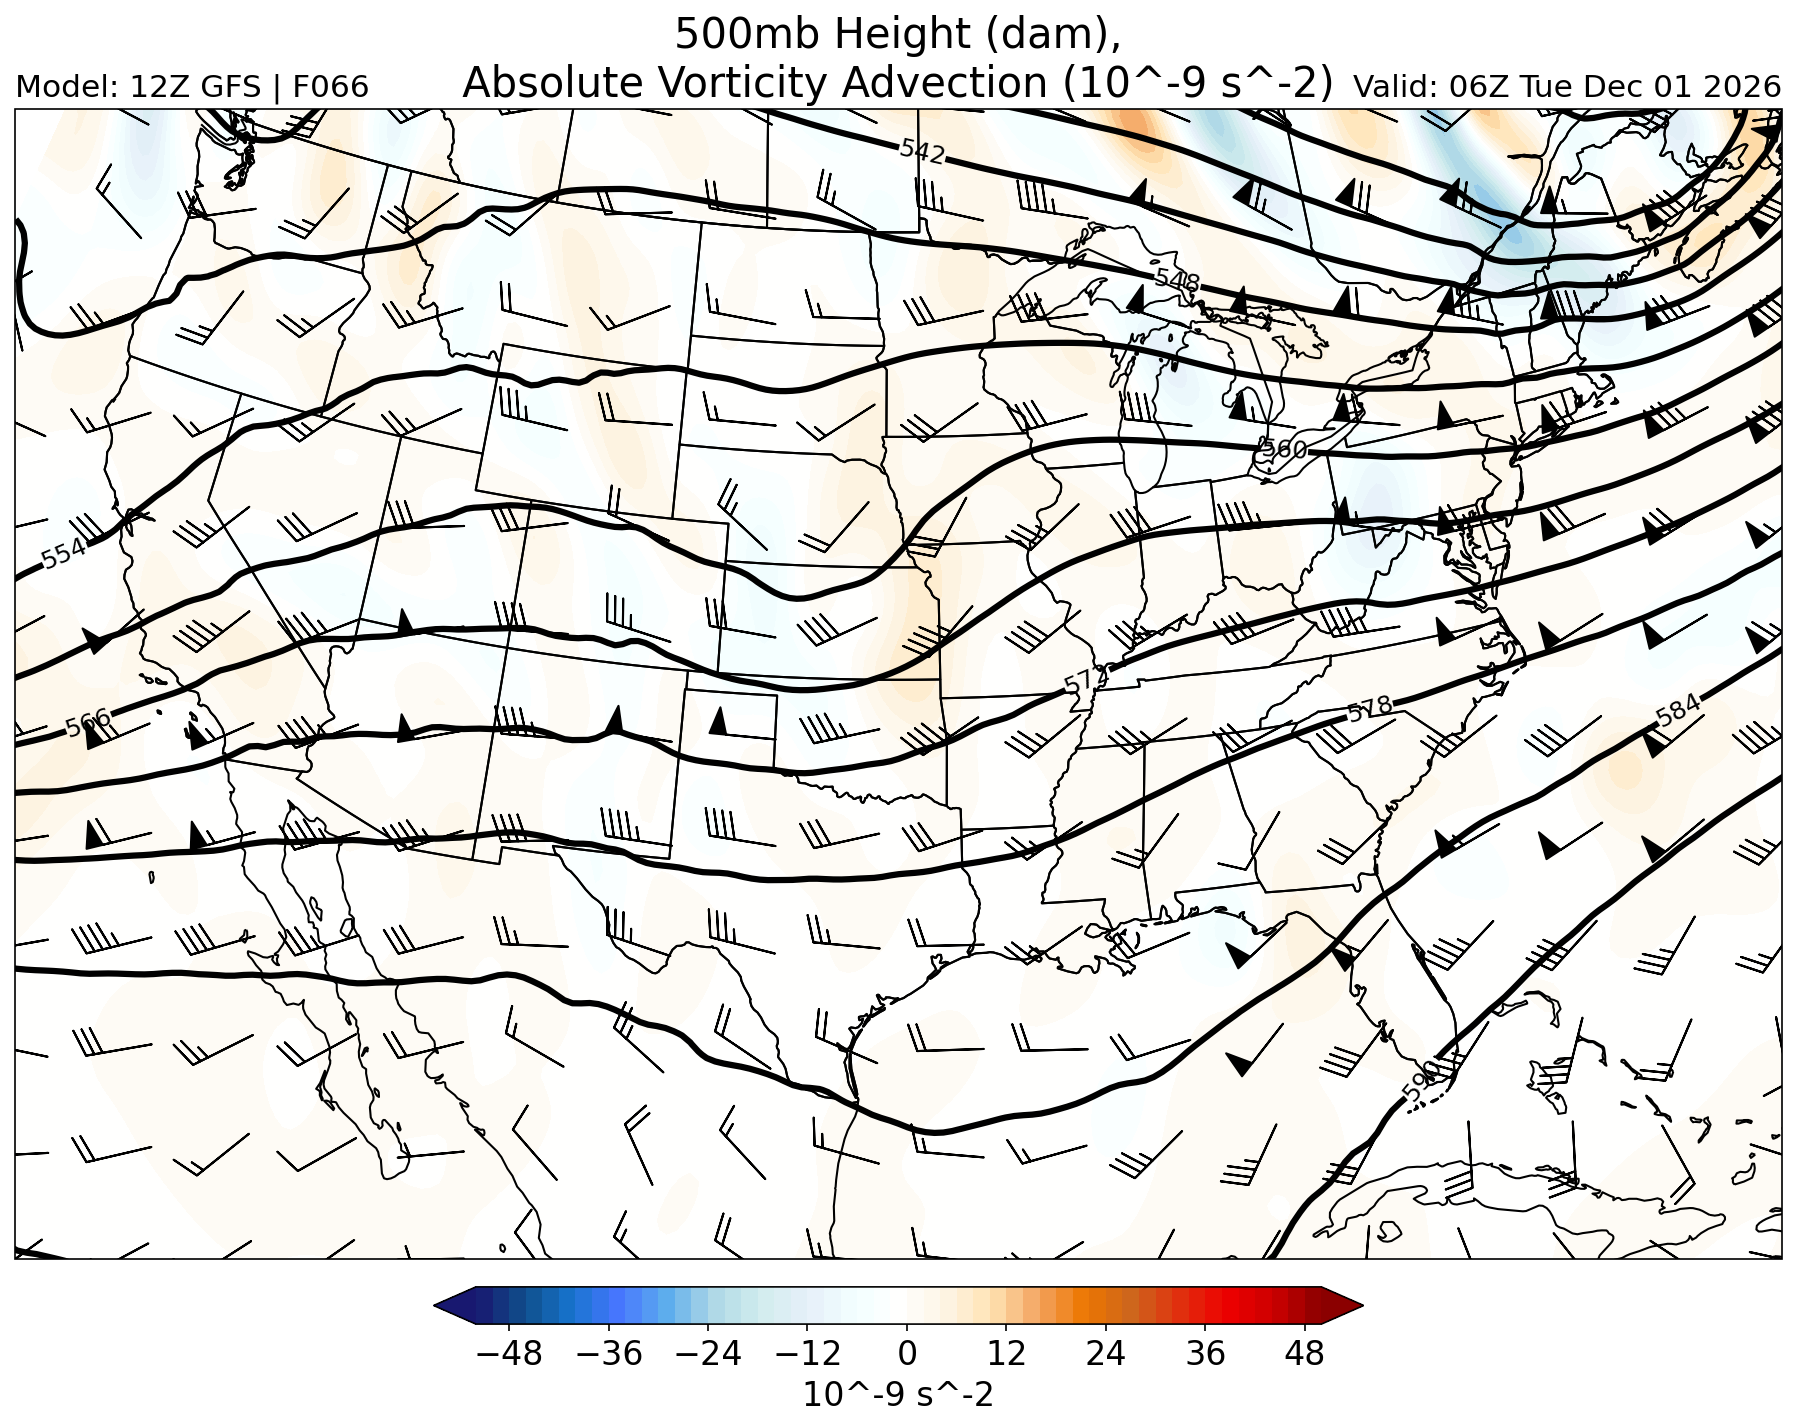 500mb Height (dam),
Model: 12Z GFS | F066
Absolute Vorticity Advection (10^-9 s^-2)
Valid: 06Z Tue Dec 01 2026
542
548
560
554
572
566
578
584
590
−48 −36 −24 −12 0 12 24 36 48
10^-9 s^-2